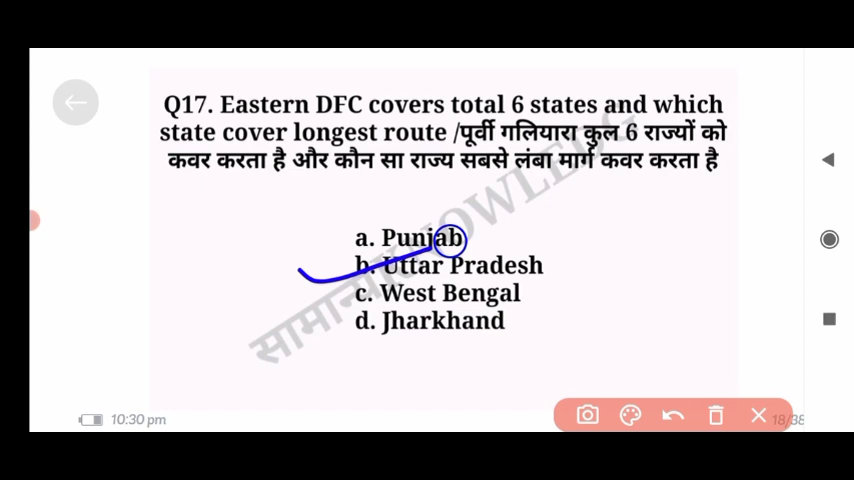 Q17. Eastern DFC covers total 6 states and which
state cover longest route /पूर्वी गलियारा कुल 6 राज्यों को
कवर करता है और कौन सा राज्य सबसे लंबा मार्ग कवर करता है
a. Punjab
b. Uttar Pradesh
c. West Bengal
d. Jharkhand
सामान्य KNOWLEDG
10:30 pm
18/38